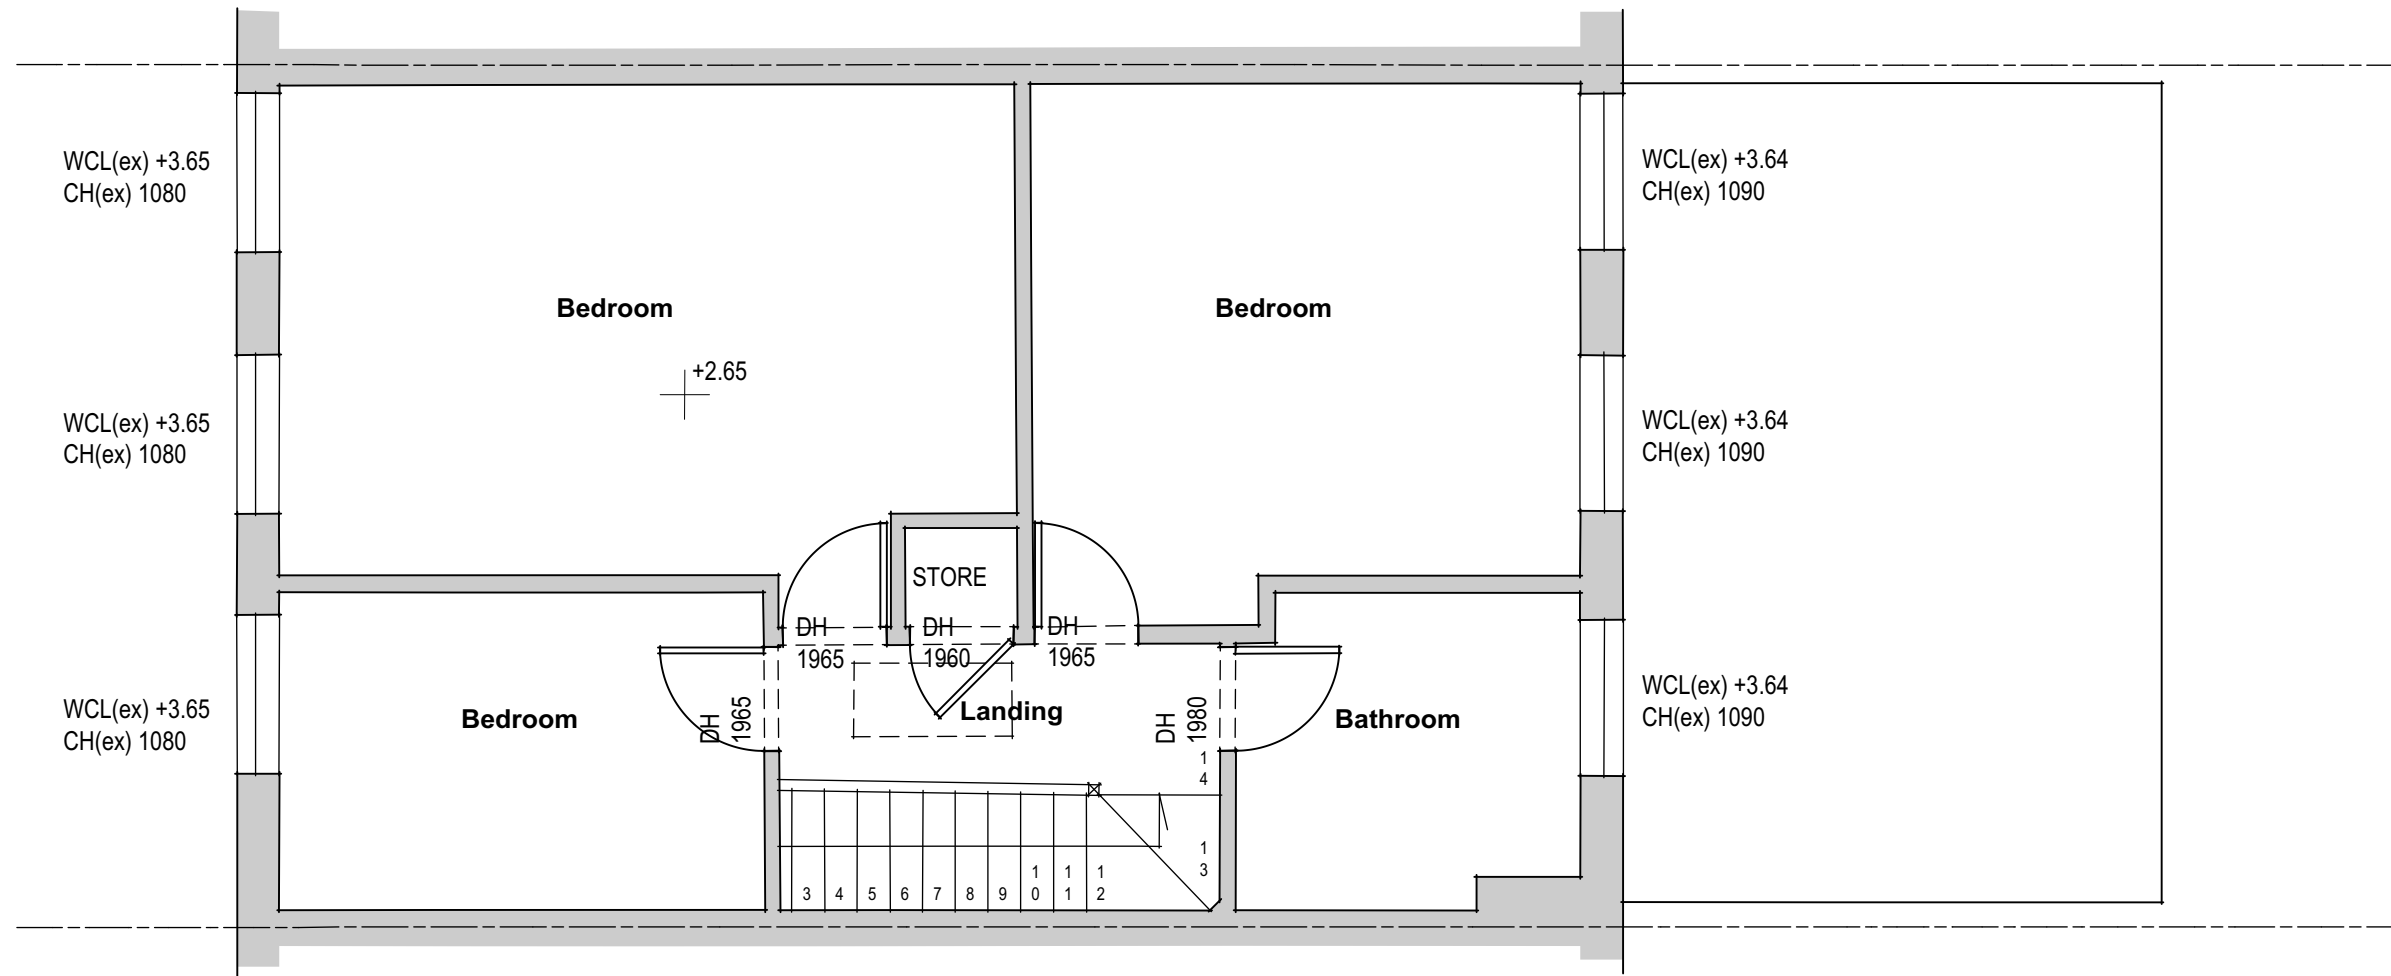 WCL(ex) +3.65
CH(ex) 1080
WCL(ex) +3.64
CH(ex) 1090
Bedroom
Bedroom
+2.65
WCL(ex) +3.65
CH(ex) 1080
WCL(ex) +3.64
CH(ex) 1090
STORE
DH
1965
DH
1960
DH
1965
WCL(ex) +3.65
CH(ex) 1080
Bedroom
DH
1965
Landing
DH
1980
Bathroom
WCL(ex) +3.64
CH(ex) 1090
14
13
3 4 5 6 7 8 9 10 11 12